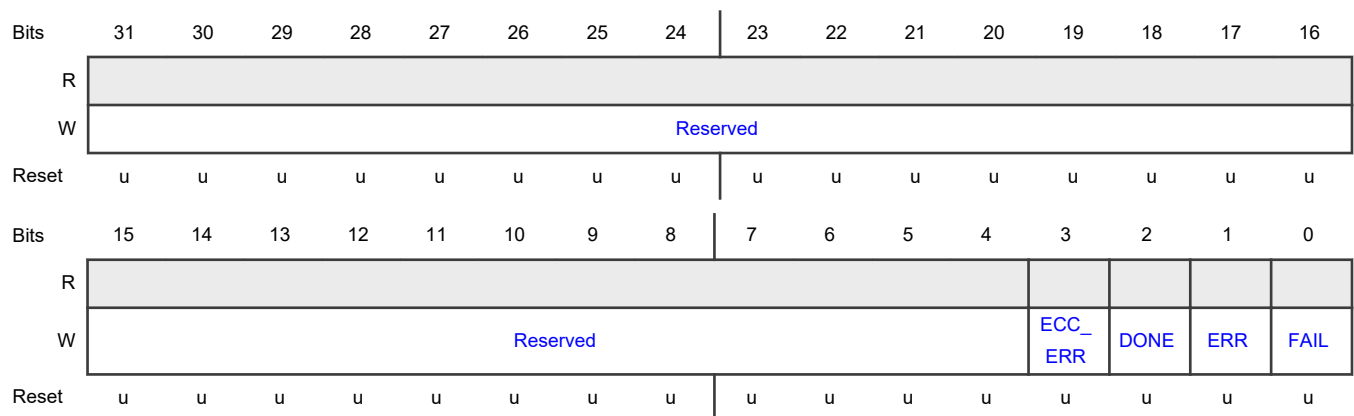 Bits 31 30 29 28 27 26 25 24 23 22 21 20 19 18 17 16
R
W Reserved
Reset u u u u u u u u u u u u u u u u
Bits 15 14 13 12 11 10 9 8 7 6 5 4 3 2 1 0
R
W Reserved ECC_ ERR DONE ERR FAIL
Reset u u u u u u u u u u u u u u u u